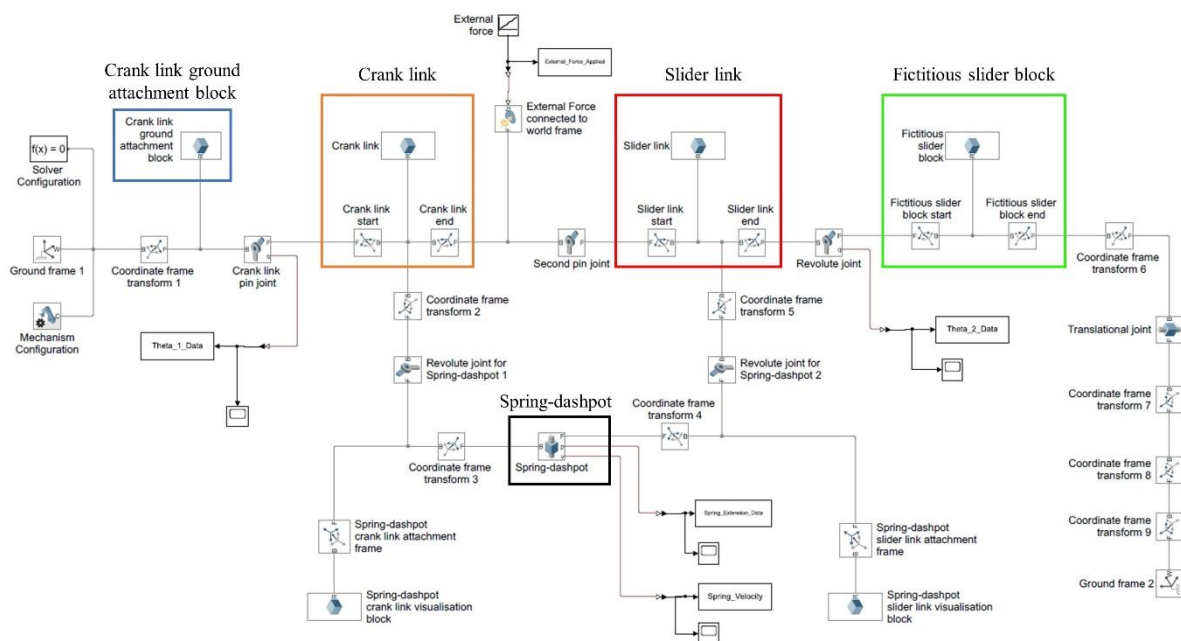 External
force
External_Force_Applied
Crank link ground
attachment block
Crank link
Slider link
Fictitious slider block
Crank link
ground
attachment
block
External Force
connected to
world frame
Crank link
Slider link
Fictitious
slider
block
f(x) = 0
Solver
Configuration
Crank link
start
Crank link
end
Slider link
start
Slider link
end
Fictitious slider
block start
Fictitious slider
block end
Ground frame 1
Coordinate frame
transform 1
Crank link
pin joint
Second pin joint
Revolute joint
Coordinate frame
transform 6
Mechanism
Configuration
Coordinate frame
transform 2
Coordinate frame
transform 5
Theta_1_Data
Theta_2_Data
Translational joint
Revolute joint for
Spring-dashpot 1
Revolute joint for
Spring-dashpot 2
Spring-dashpot
Coordinate frame
transform 4
Coordinate frame
transform 7
Coordinate frame
transform 3
Spring-dashpot
Coordinate frame
transform 8
Spring_Extension_Data
Spring-dashpot
crank link attachment
frame
Spring-dashpot
slider link attachment
frame
Coordinate frame
transform 9
Spring-dashpot
crank link visualisation
block
Spring_Velocity
Spring-dashpot
slider link visualisation
block
Ground frame 2